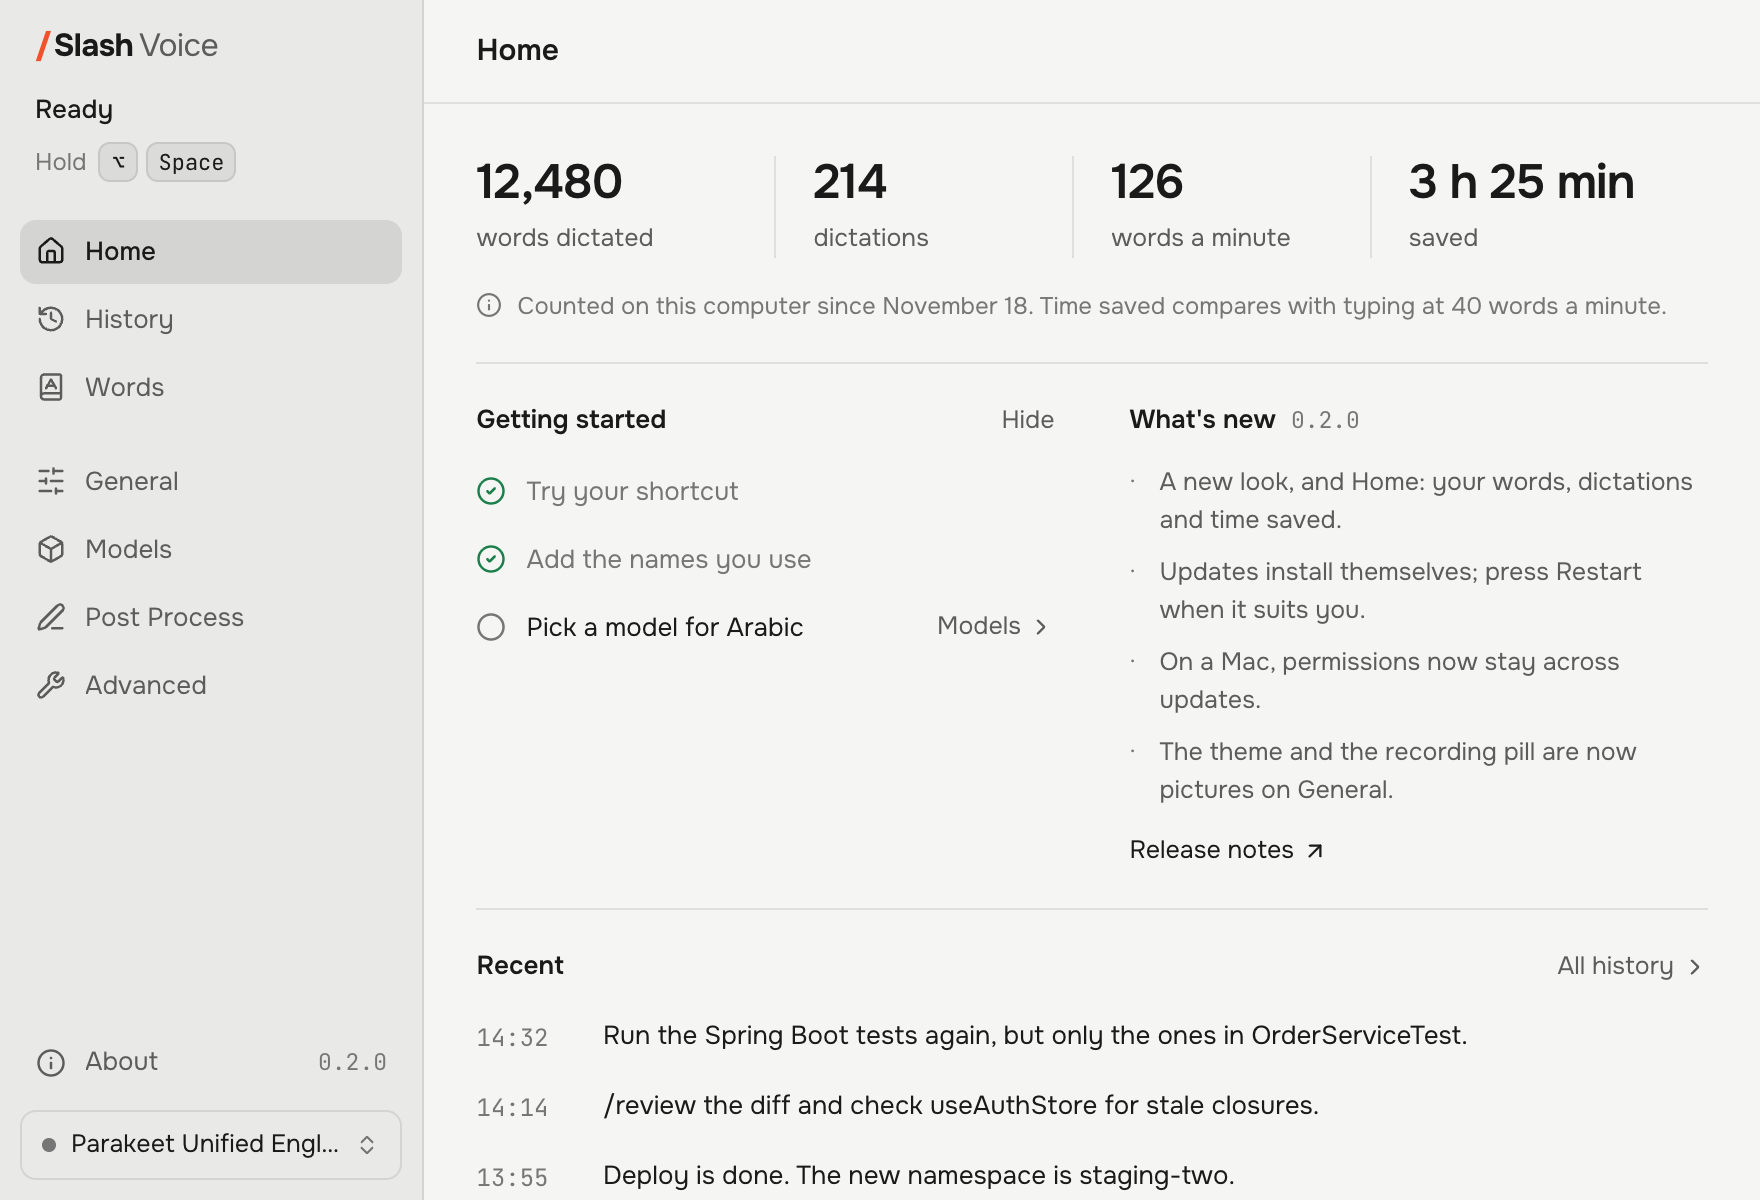 /Slash Voice
Ready
Hold ⌥ Space
Home
History
Words
General
Models
Post Process
Advanced
About 0.2.0
Parakeet Unified Engl...
Home
12,480
words dictated
214
dictations
126
words a minute
3 h 25 min
saved
Counted on this computer since November 18. Time saved compares with typing at 40 words a minute.
Getting started Hide
Try your shortcut
Add the names you use
Pick a model for Arabic Models
What's new 0.2.0
· A new look, and Home: your words, dictations
and time saved.
· Updates install themselves; press Restart
when it suits you.
· On a Mac, permissions now stay across
updates.
· The theme and the recording pill are now
pictures on General.
Release notes
Recent All history
14:32 Run the Spring Boot tests again, but only the ones in OrderServiceTest.
14:14 /review the diff and check useAuthStore for stale closures.
13:55 Deploy is done. The new namespace is staging-two.